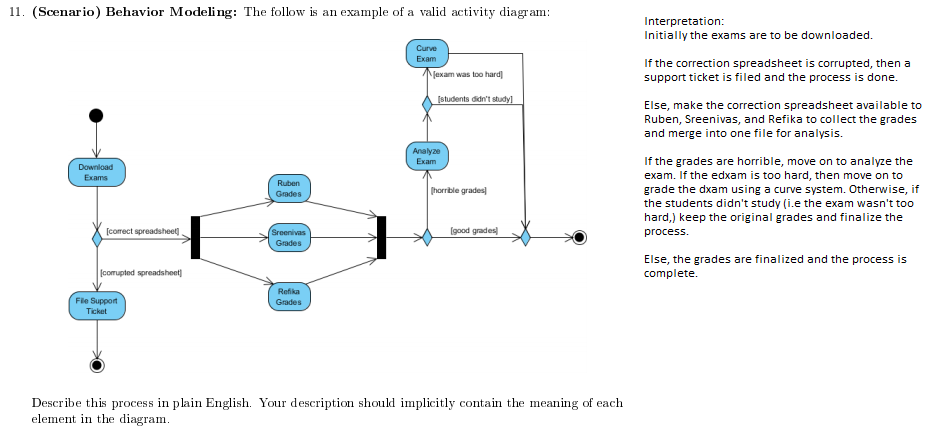 11. (Scenario) Behavior Modeling: The follow is an example of a valid activity diagram:
Curve
Exam
[exam was too hard]
[students didn't study]
Analyze
Exam
[horrible grades]
Download
Exams
Ruben
Grades
[correct spreadsheet]
Sreenivas
Grades
[good grades]
[corrupted spreadsheet]
Refika
Grades
File Support
Ticket
Describe this process in plain English. Your description should implicitly contain the meaning of each
element in the diagram.
Interpretation:
Initially the exams are to be downloaded.
If the correction spreadsheet is corrupted, then a
support ticket is filed and the process is done.
Else, make the correction spreadsheet available to
Ruben, Sreenivas, and Refika to collect the grades
and merge into one file for analysis.
If the grades are horrible, move on to analyze the
exam. If the edxam is too hard, then move on to
grade the dxam using a curve system. Otherwise, if
the students didn't study (i.e the exam wasn't too
hard,) keep the original grades and finalize the
process.
Else, the grades are finalized and the process is
complete.